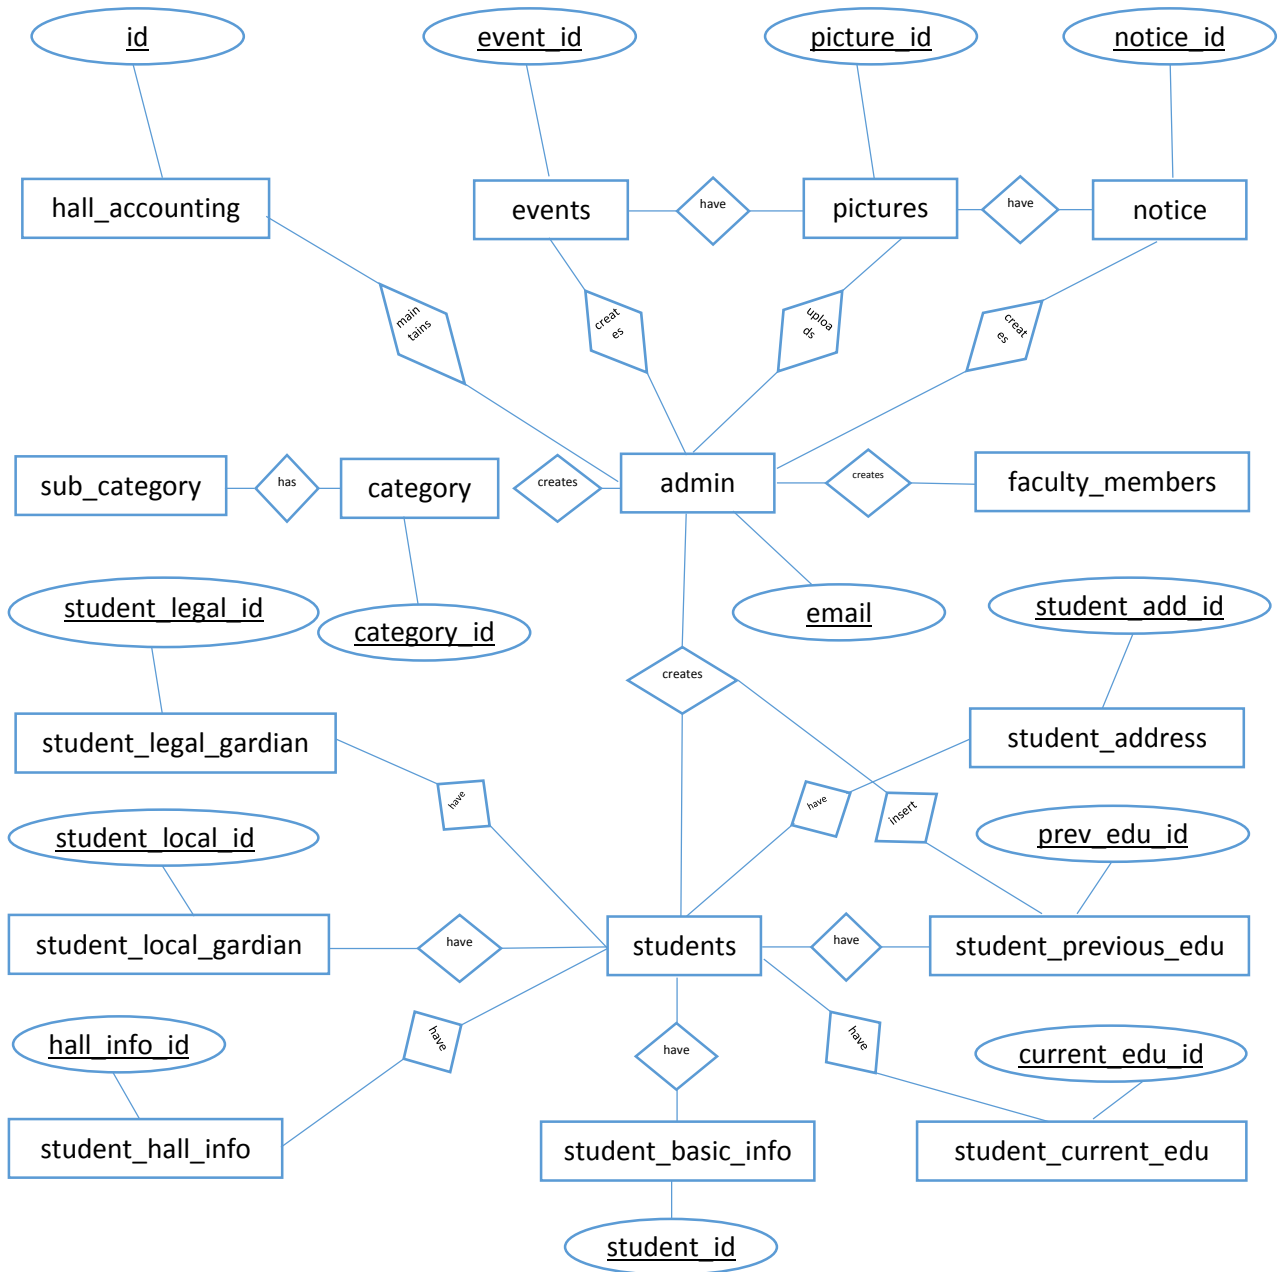 id
event_id
picture_id
notice_id
hall_accounting
events
have
pictures
have
notice
main
tains
creat
es
uploa
ds
creat
es
sub_category
has
category
creates
admin
creates
faculty_members
student_legal_id
category_id
email
student_add_id
creates
student_legal_gardian
student_address
have
have
insert
student_local_id
prev_edu_id
student_local_gardian
have
students
have
student_previous_edu
hall_info_id
have
have
have
current_edu_id
student_hall_info
student_basic_info
student_current_edu
student_id